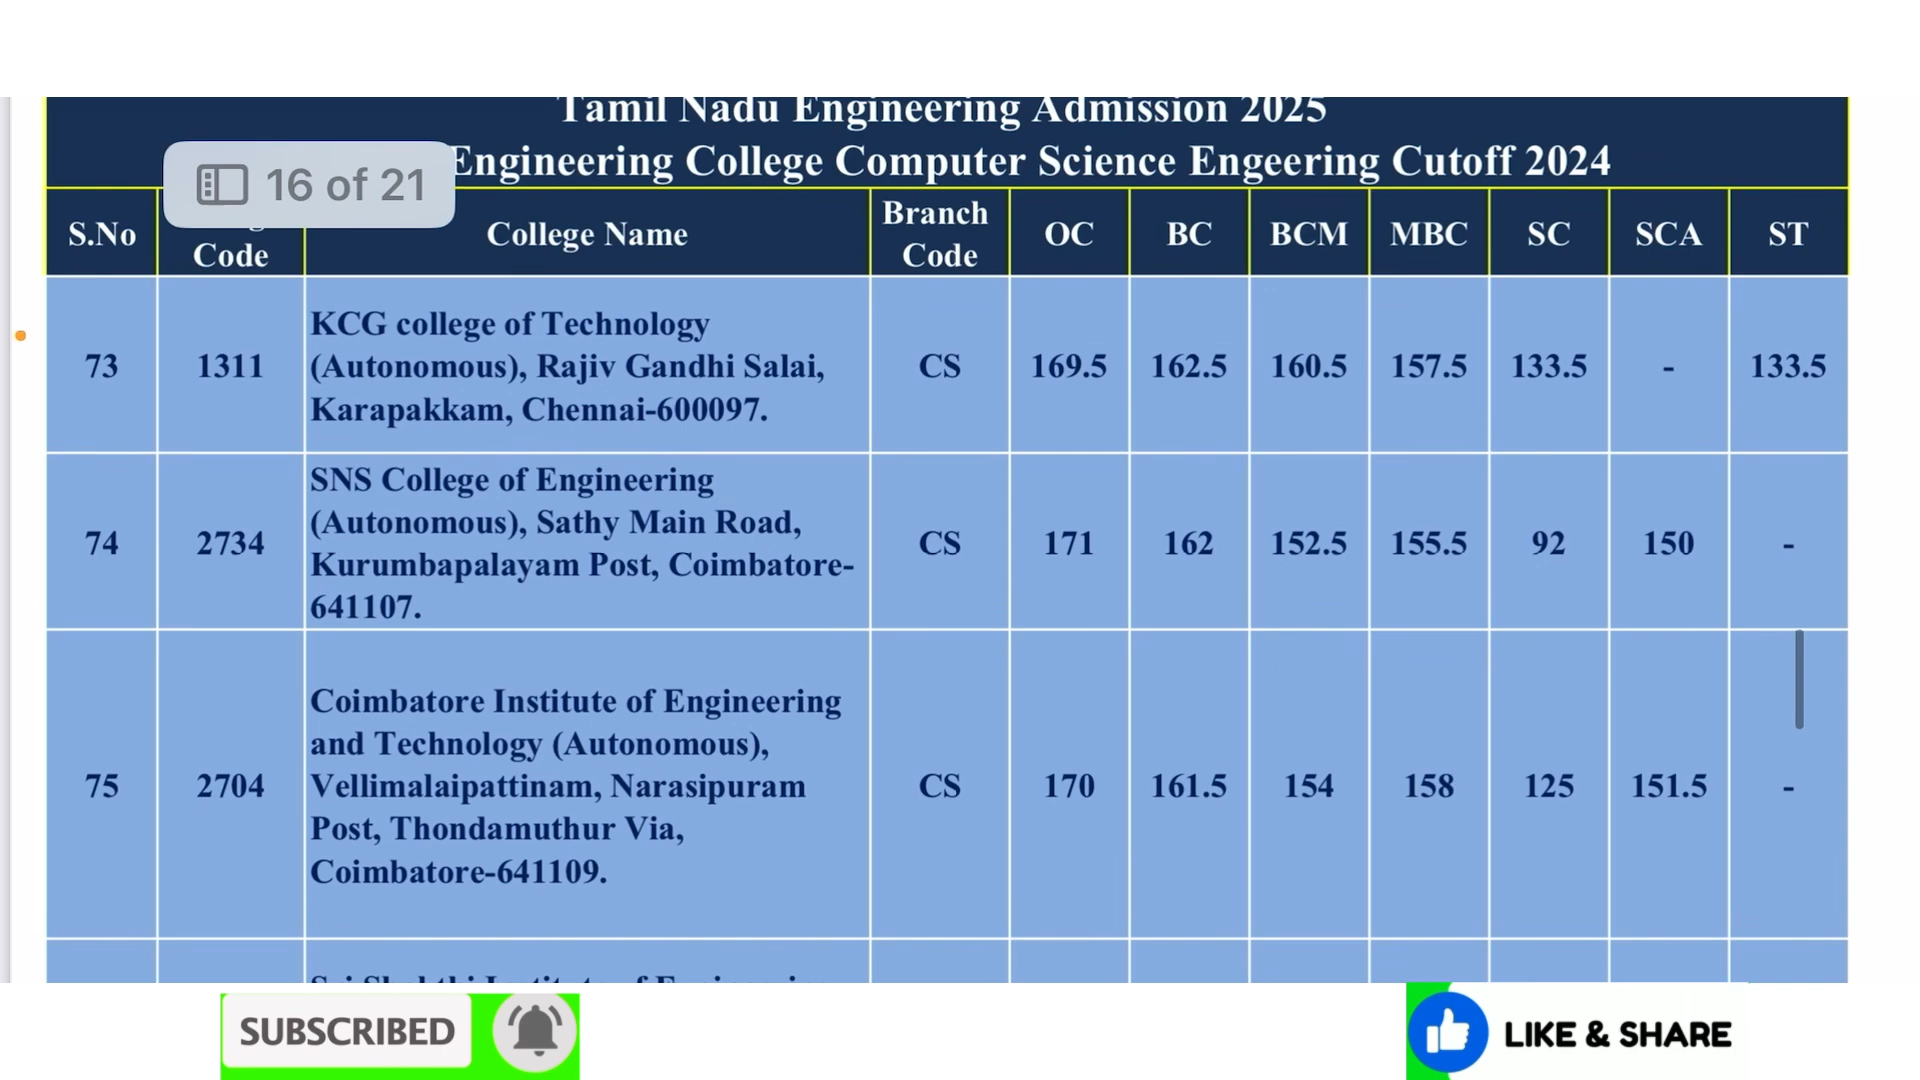 Tamil Nadu Engineering Admission 2025
Engineering College Computer Science Engeering Cutoff 2024
16 of 21
S.No
Code
College Name
Branch
Code
OC
BC
BCM
MBC
SC
SCA
ST
73
1311
KCG college of Technology
(Autonomous), Rajiv Gandhi Salai,
Karapakkam, Chennai-600097.
CS
169.5
162.5
160.5
157.5
133.5
-
133.5
74
2734
SNS College of Engineering
(Autonomous), Sathy Main Road,
Kurumbapalayam Post, Coimbatore-
641107.
CS
171
162
152.5
155.5
92
150
-
75
2704
Coimbatore Institute of Engineering
and Technology (Autonomous),
Vellimalaipattinam, Narasipuram
Post, Thondamuthur Via,
Coimbatore-641109.
CS
170
161.5
154
158
125
151.5
-
SUBSCRIBED
LIKE & SHARE